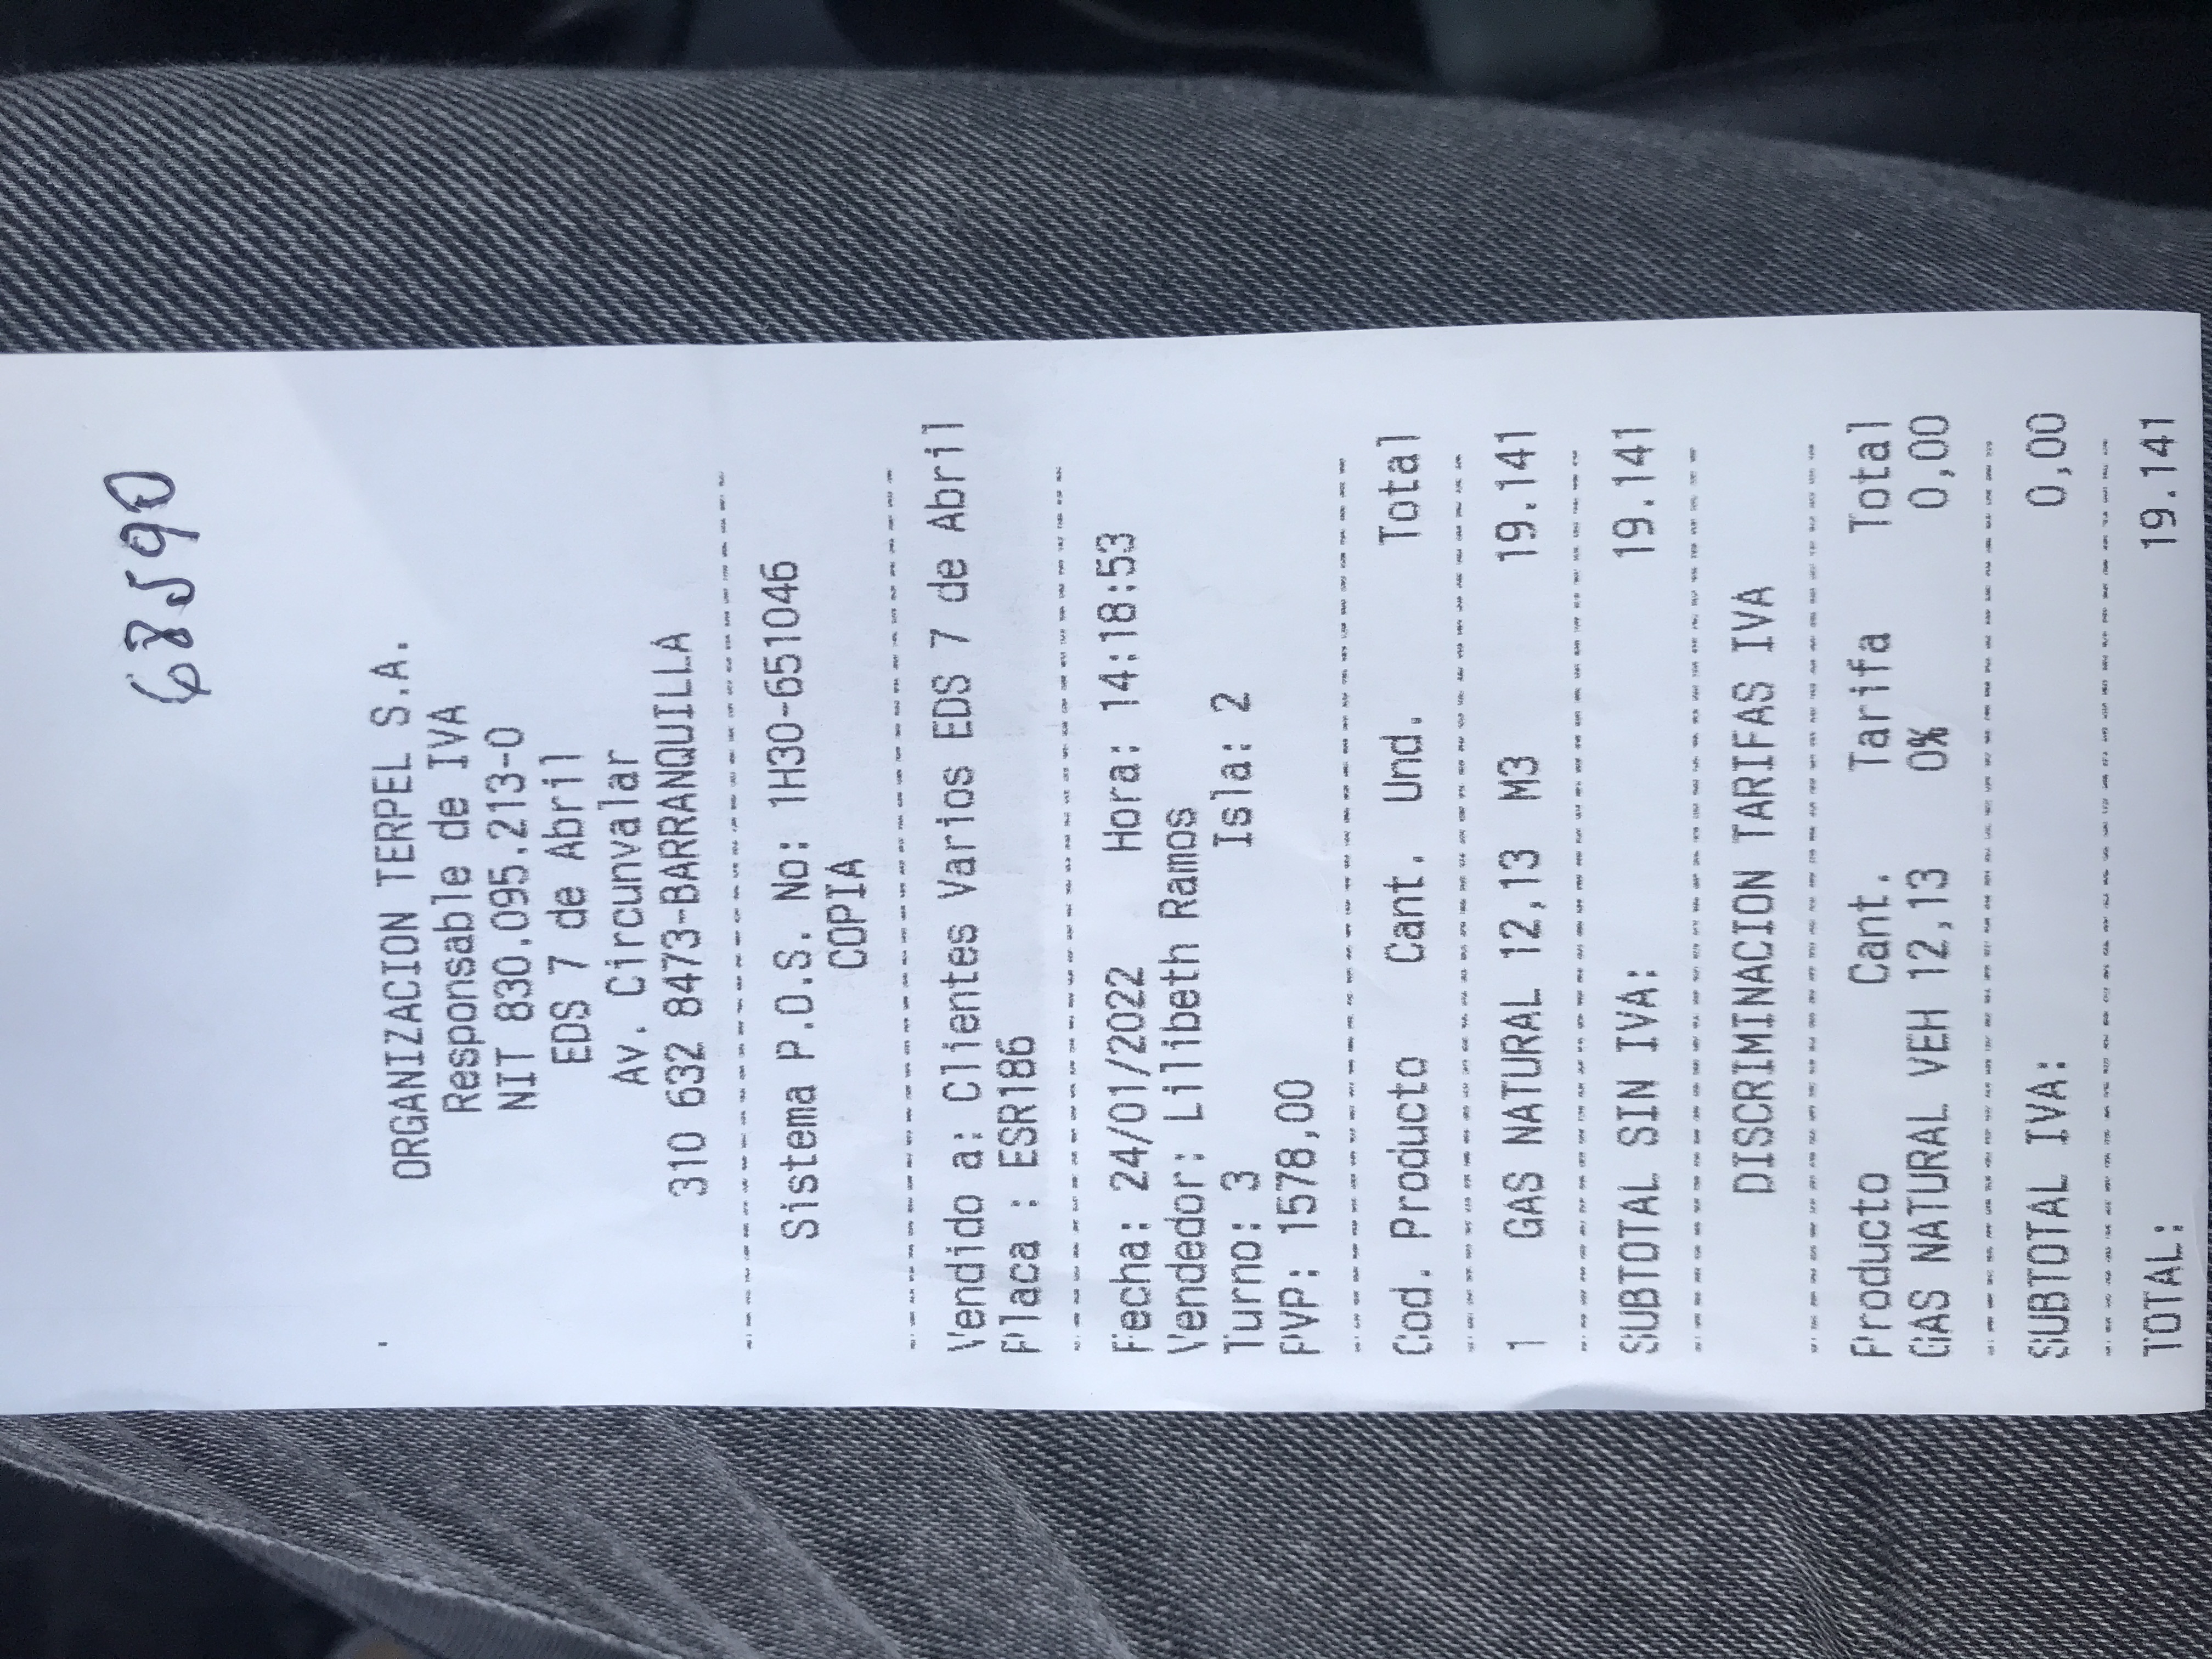 68590
ORGANIZACION TERPEL S.A.
Responsable de IVA
NIT 830.095.213-0
EDS 7 de Abril
Av. Circunvalar
310 632 8473-BARRANQUILLA
Sistema P.O.S. No: 1H30-651046
COPIA
Vendido a: Clientes Varios EDS 7 de Abril
Placa : ESR186
Fecha: 24/01/2022 Hora: 14:18:53
Vendedor: Lilibeth Ramos
Turno: 3 Isla: 2
PVP: 1578,00
Cod. Producto Cant. Und. Total
1 GAS NATURAL 12,13 M3 19.141
SUBTOTAL SIN IVA: 19.141
DISCRIMINACION TARIFAS IVA
Producto Cant. Tarifa Total
GAS NATURAL VEH 12,13 0% 0,00
SUBTOTAL IVA: 0,00
TOTAL: 19.141